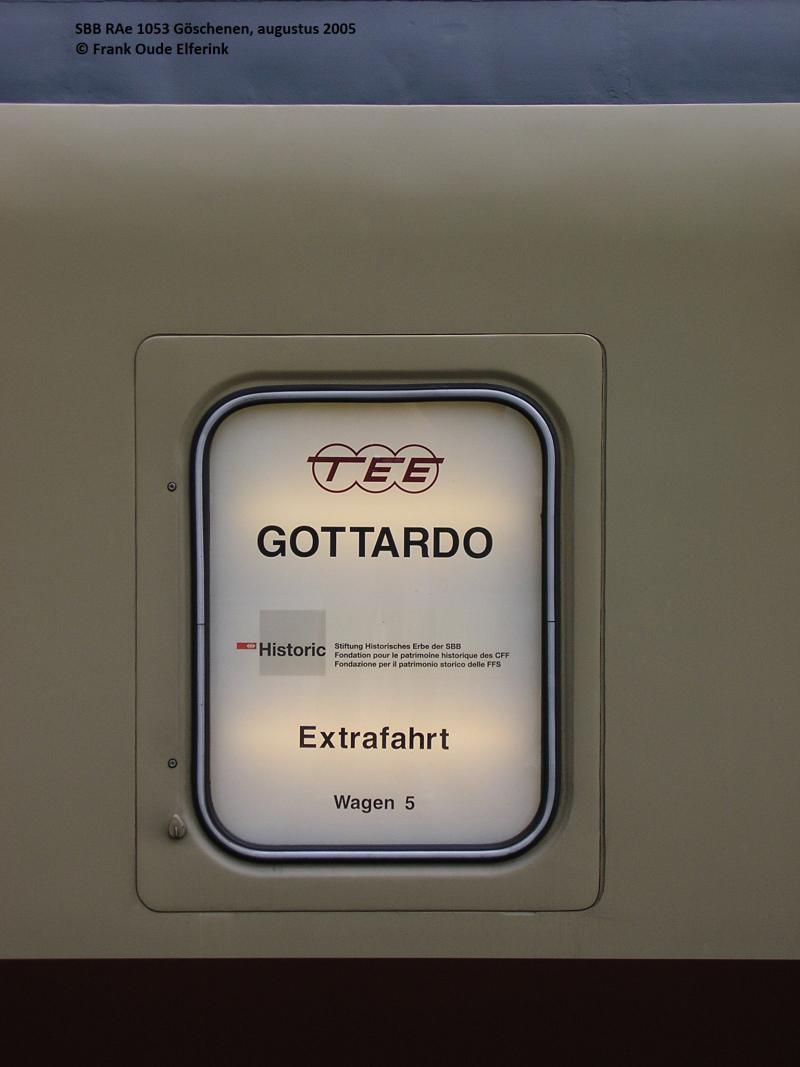 SBB RAe 1053 Göschenen, augustus 2005
© Frank Oude Elferink
TEE
GOTTARDO
Historic
Stiftung Historisches Erbe der SBB
Fondation pour le patrimoine historique des CFF
Fondazione per il patrimonio storico delle FFS
Extrafahrt
Wagen 5